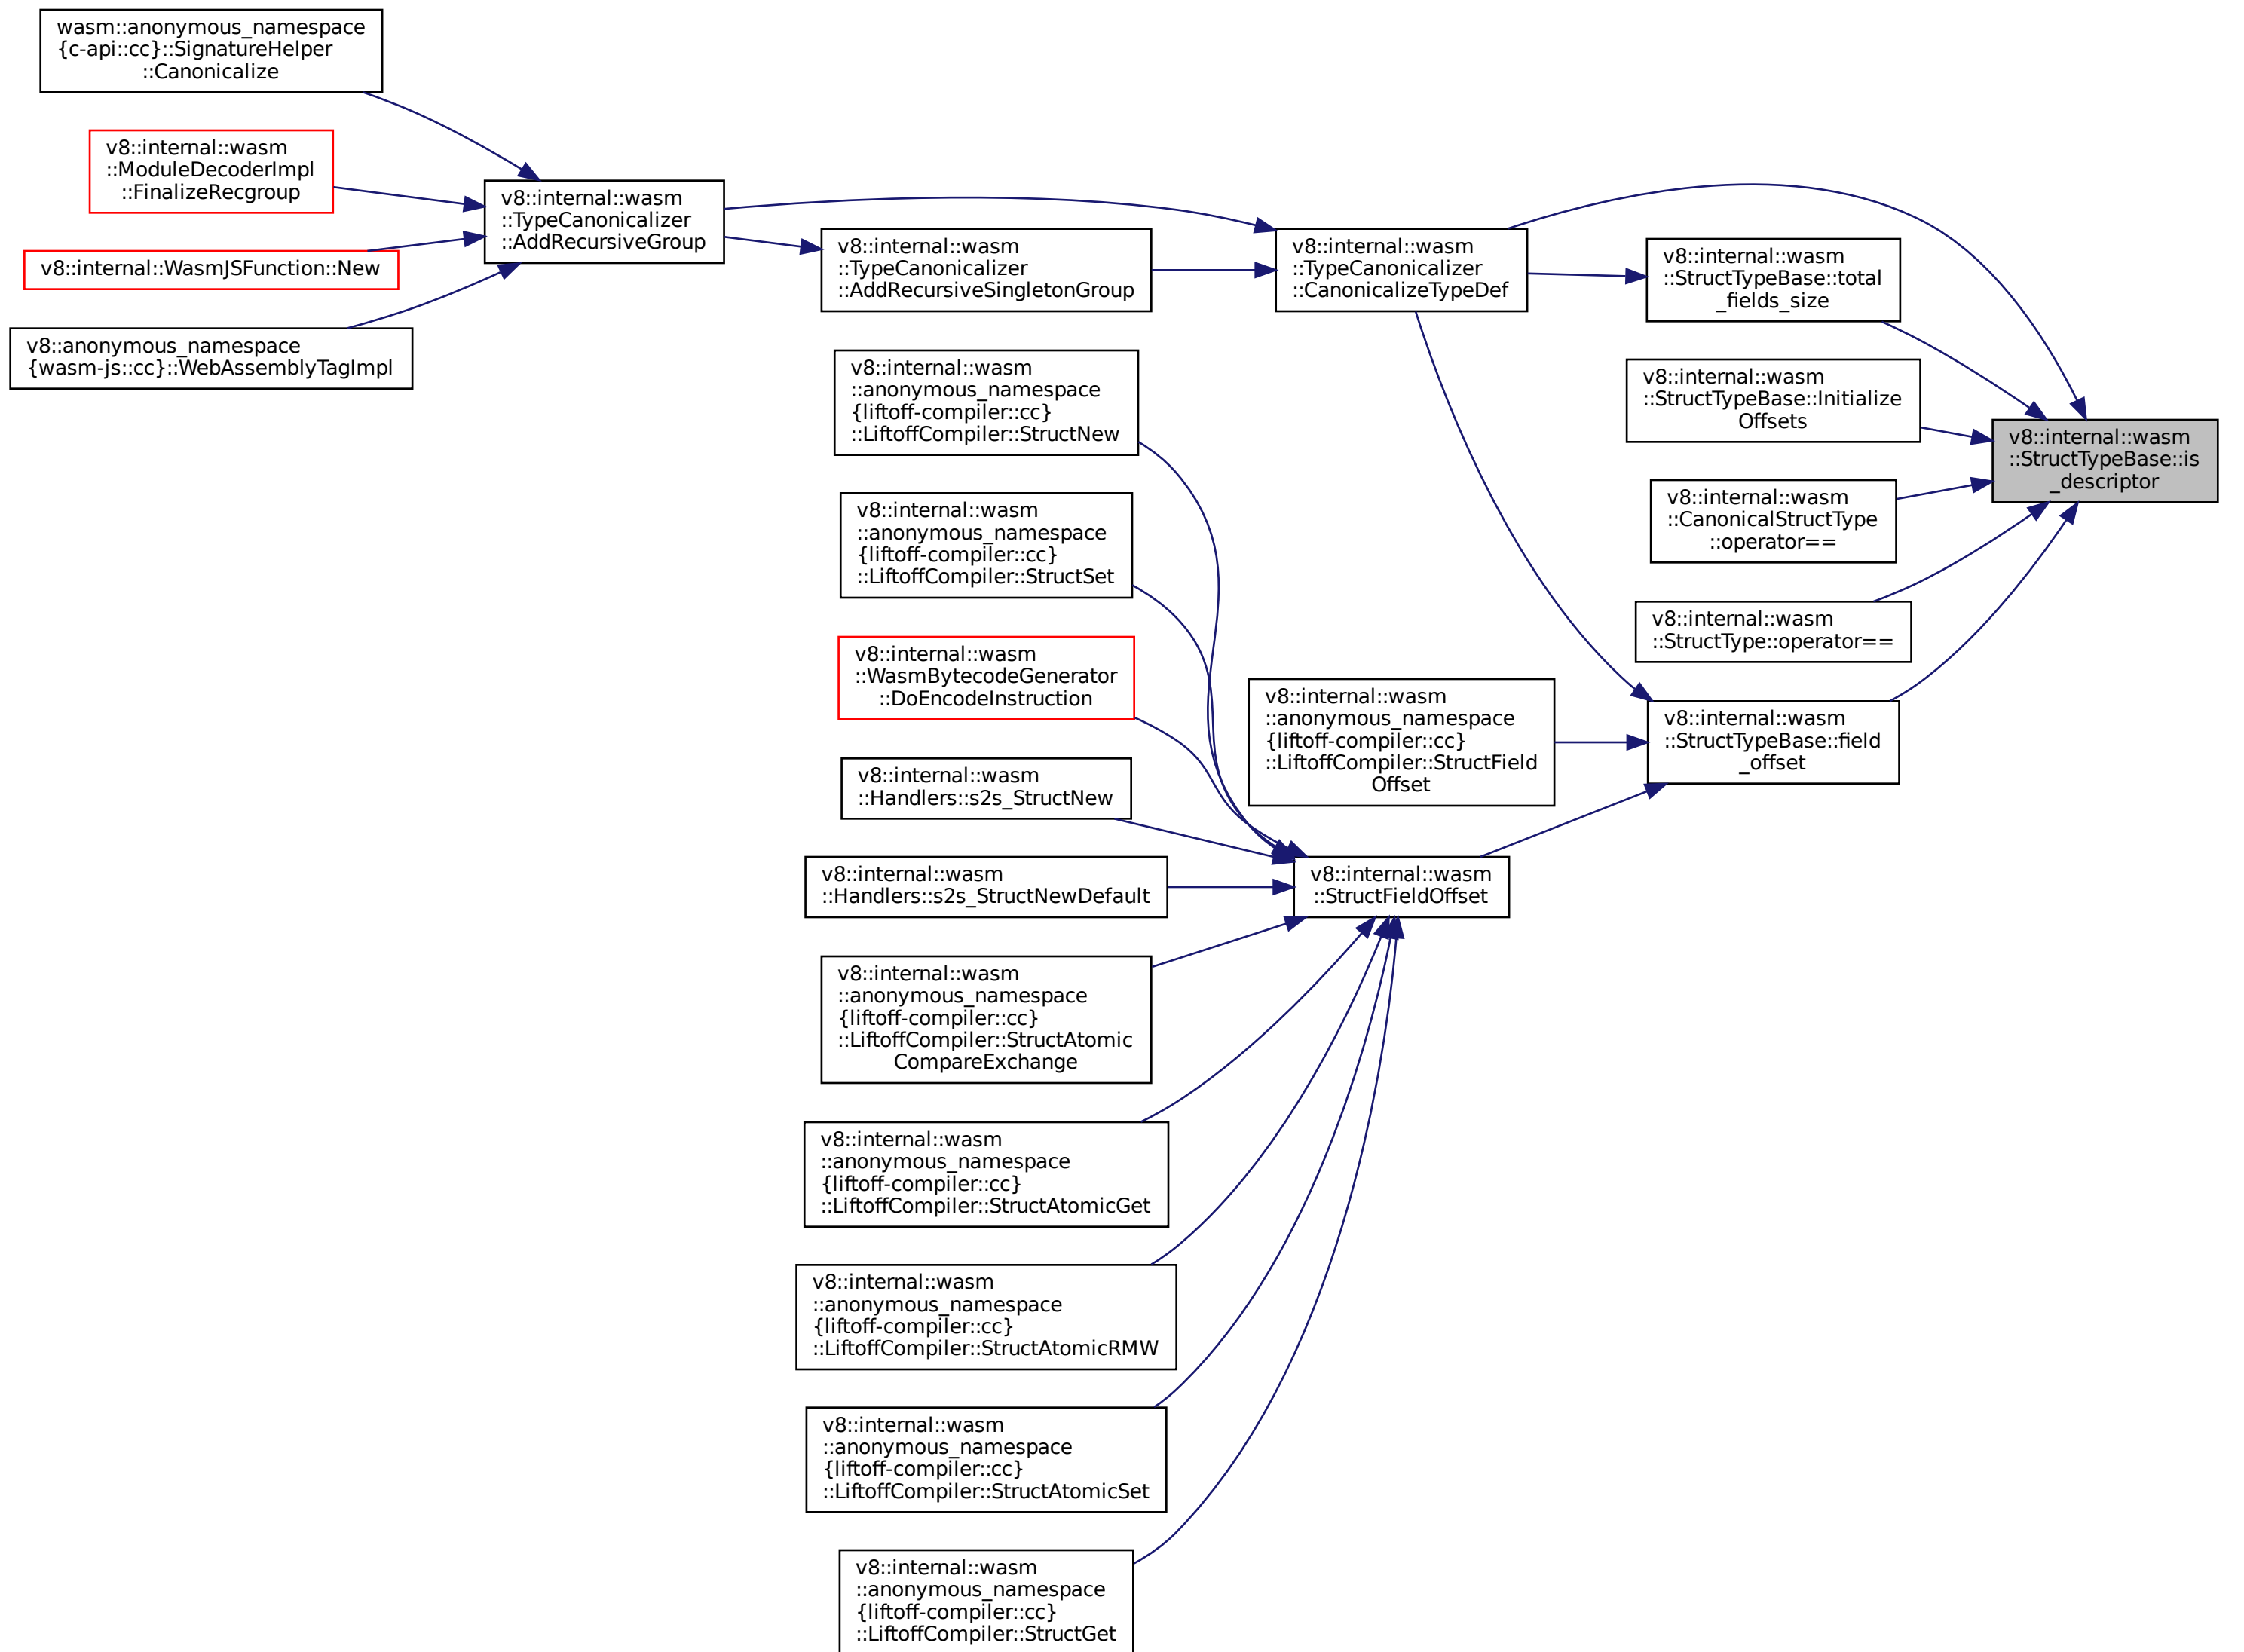 wasm::anonymous_namespace
{c-api::cc}::SignatureHelper
::Canonicalize
v8::internal::wasm
::ModuleDecoderImpl
::FinalizeRecgroup
v8::internal::WasmJSFunction::New
v8::anonymous_namespace
{wasm-js::cc}::WebAssemblyTagImpl
v8::internal::wasm
::TypeCanonicalizer
::AddRecursiveGroup
v8::internal::wasm
::TypeCanonicalizer
::AddRecursiveSingletonGroup
v8::internal::wasm
::anonymous_namespace
{liftoff-compiler::cc}
::LiftoffCompiler::StructNew
v8::internal::wasm
::anonymous_namespace
{liftoff-compiler::cc}
::LiftoffCompiler::StructSet
v8::internal::wasm
::WasmBytecodeGenerator
::DoEncodeInstruction
v8::internal::wasm
::Handlers::s2s_StructNew
v8::internal::wasm
::Handlers::s2s_StructNewDefault
v8::internal::wasm
::anonymous_namespace
{liftoff-compiler::cc}
::LiftoffCompiler::StructAtomic
CompareExchange
v8::internal::wasm
::anonymous_namespace
{liftoff-compiler::cc}
::LiftoffCompiler::StructAtomicGet
v8::internal::wasm
::anonymous_namespace
{liftoff-compiler::cc}
::LiftoffCompiler::StructAtomicRMW
v8::internal::wasm
::anonymous_namespace
{liftoff-compiler::cc}
::LiftoffCompiler::StructAtomicSet
v8::internal::wasm
::anonymous_namespace
{liftoff-compiler::cc}
::LiftoffCompiler::StructGet
v8::internal::wasm
::TypeCanonicalizer
::CanonicalizeTypeDef
v8::internal::wasm
::anonymous_namespace
{liftoff-compiler::cc}
::LiftoffCompiler::StructField
Offset
v8::internal::wasm
::StructFieldOffset
v8::internal::wasm
::StructTypeBase::total
_fields_size
v8::internal::wasm
::StructTypeBase::Initialize
Offsets
v8::internal::wasm
::CanonicalStructType
::operator==
v8::internal::wasm
::StructType::operator==
v8::internal::wasm
::StructTypeBase::field
_offset
v8::internal::wasm
::StructTypeBase::is
_descriptor